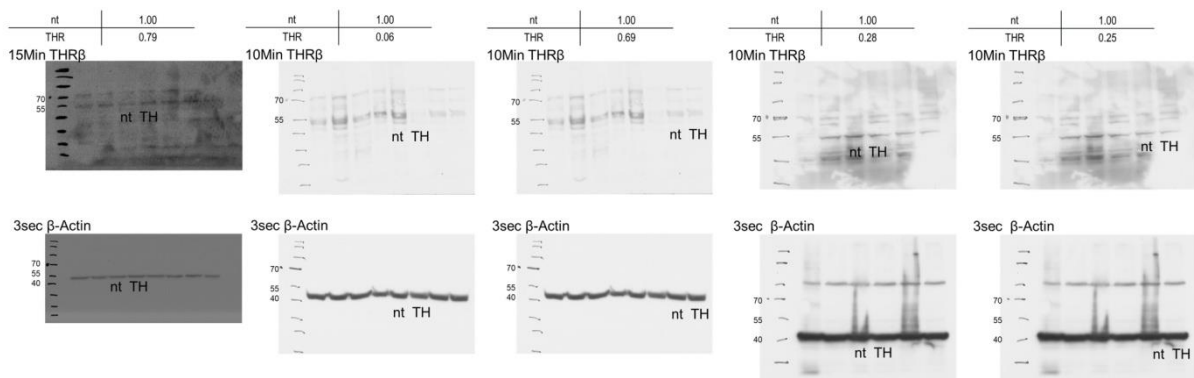 nt 1.00
THR 0.79
15Min THRβ
70
55
nt TH
3sec β-Actin
70
55
40
nt TH
nt 1.00
THR 0.06
10Min THRβ
70
55
nt TH
3sec β-Actin
70
55
40
nt TH
nt 1.00
THR 0.69
10Min THRβ
70
55
nt TH
3sec β-Actin
70
55
40
nt TH
nt 1.00
THR 0.28
10Min THRβ
70
55
nt TH
40
3sec β-Actin
70
55
40
nt TH
nt 1.00
THR 0.25
10Min THRβ
70
55
nt TH
40
3sec β-Actin
70
55
40
nt TH